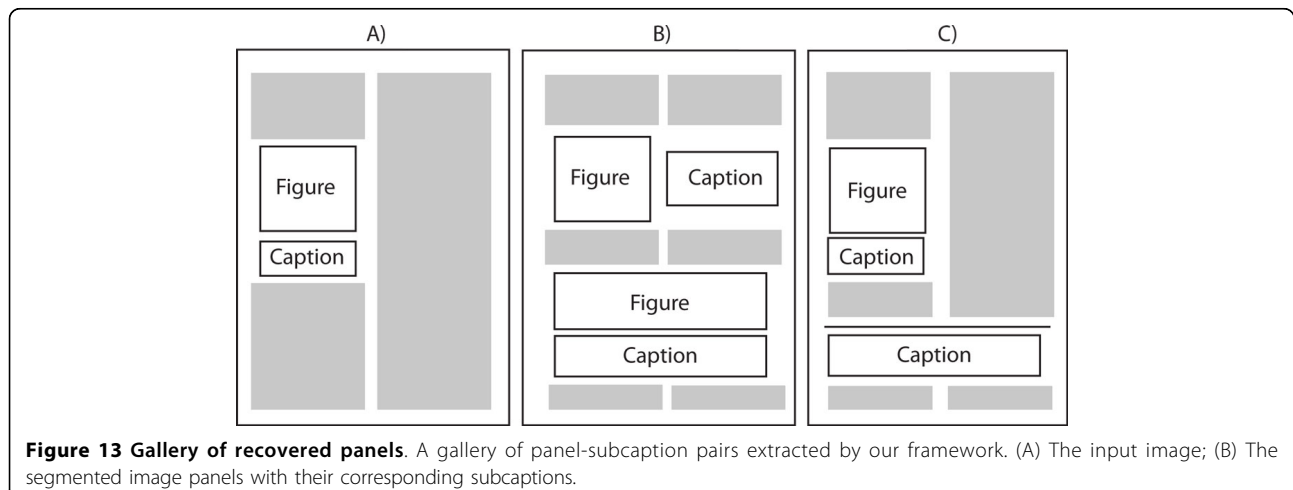 A)
B)
C)
Figure
Caption
Figure
Caption
Figure
Caption
Figure
Caption
Caption
Figure 13 Gallery of recovered panels. A gallery of panel-subcaption pairs extracted by our framework. (A) The input image; (B) The
segmented image panels with their corresponding subcaptions.